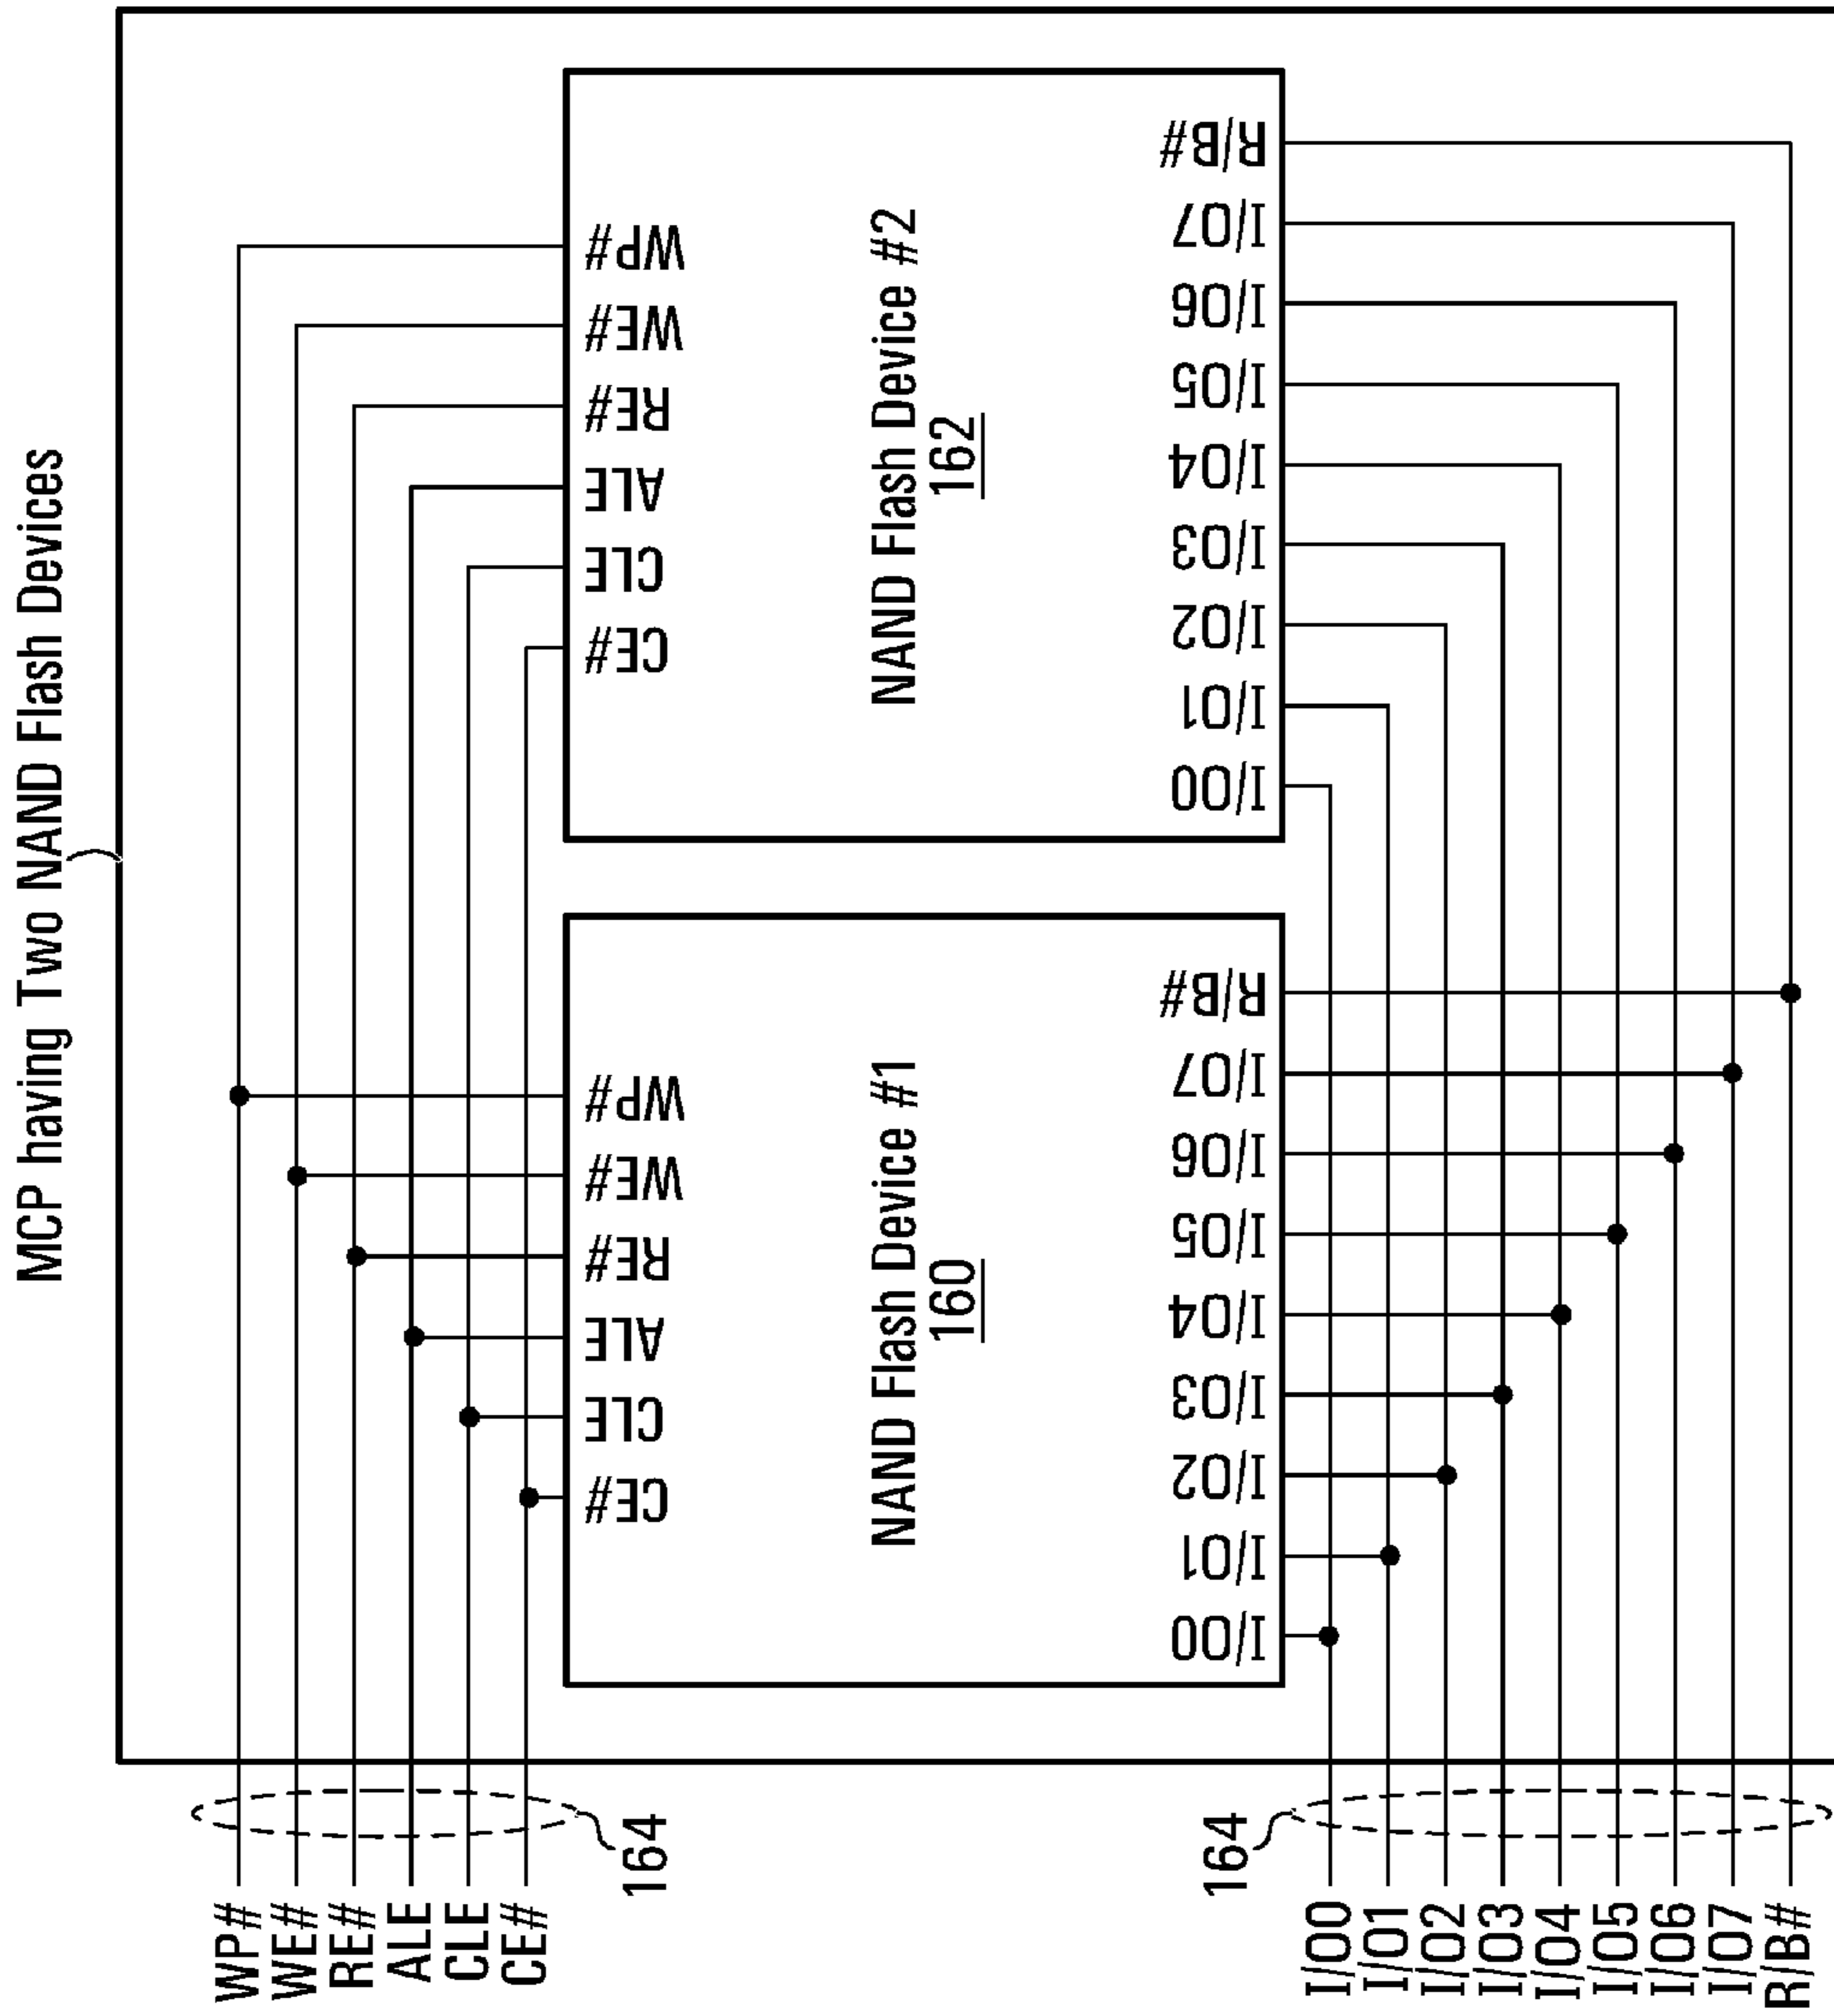 MCP having Two NAND Flash Devices
WP#
WE#
RE#
ALE
CLE
CE#
164
164
I/O0
I/O1
I/O2
I/O3
I/O4
I/O5
I/O6
I/O7
R/B#
CE#
CLE
ALE
RE#
WE#
WP#
NAND Flash Device #1
160
I/O0
I/O1
I/O2
I/O3
I/O4
I/O5
I/O6
I/O7
R/B#
CE#
CLE
ALE
RE#
WE#
WP#
NAND Flash Device #2
162
I/O0
I/O1
I/O2
I/O3
I/O4
I/O5
I/O6
I/O7
R/B#